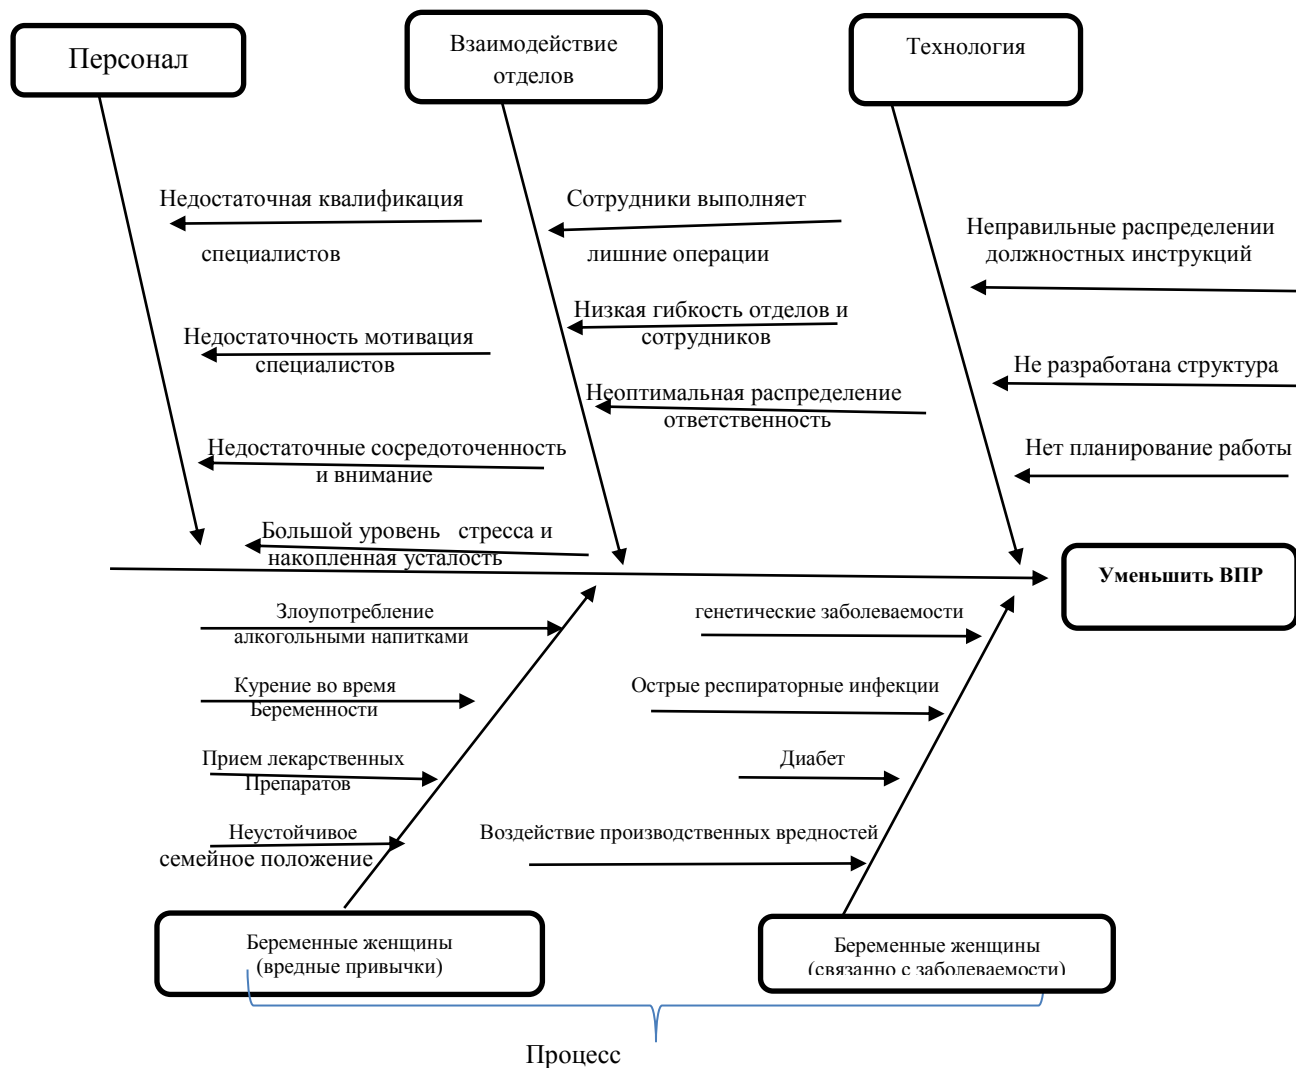 Персонал
Взаимодействие
отделов
Технология
Недостаточная квалификация
специалистов
Недостаточность мотивация
специалистов
Недостаточные сосредоточенность
и внимание
Большой уровень стресса и
накопленная усталость
Сотрудники выполняет
лишние операции
Низкая гибкость отделов и
сотрудников
Неоптимальная распределение
ответственность
Неправильные распределении
должностных инструкций
Не разработана структура
Нет планирование работы
Уменьшить ВПР
Злоупотребление
алкогольными напитками
Курение во время
Беременности
Прием лекарственных
Препаратов
Неустойчивое
семейное положение
генетические заболеваемости
Острые респираторные инфекции
Диабет
Воздействие производственных вредностей
Беременные женщины
(вредные привычки)
Беременные женщины
(связанно с заболеваемости)
Процесс